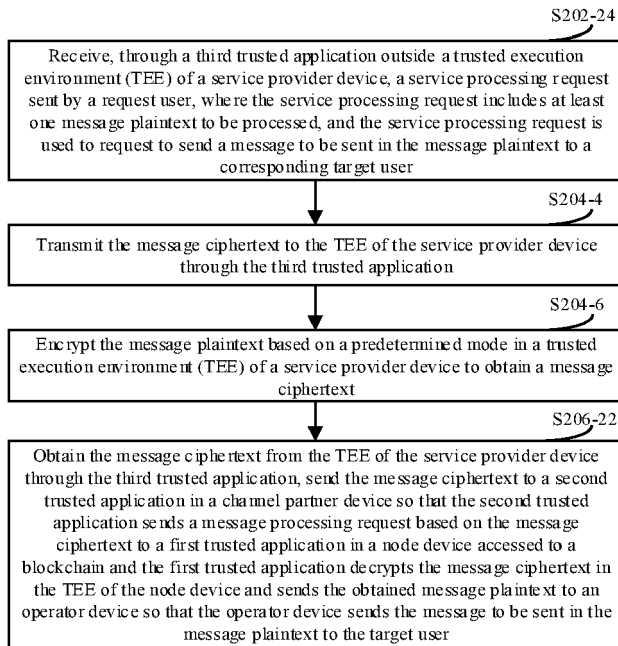 S202-24
Receive, through a third trusted application outside a trusted execution
environment (TEE) of a service provider device, a service processing request
sent by a request user, where the service processing request includes at least
one message plaintext to be processed, and the service processing request is
used to request to send a message to be sent in the message plaintext to a
corresponding target user
S204-4
Transmit the message ciphertext to the TEE of the service provider device
through the third trusted application
S204-6
Encrypt the message plaintext based on a predetermined mode in a trusted
execution environment (TEE) of a service provider device to obtain a message
ciphertext
S206-22
Obtain the message ciphertext from the TEE of the service provider device
through the third trusted application, send the message ciphertext to a second
trusted application in a channel partner device so that the second trusted
application sends a message processing request based on the message
ciphertext to a first trusted application in a node device accessed to a
blockchain and the first trusted application decrypts the message ciphertext in
the TEE of the node device and sends the obtained message plaintext to an
operator device so that the operator device sends the message to be sent in the
message plaintext to the target user